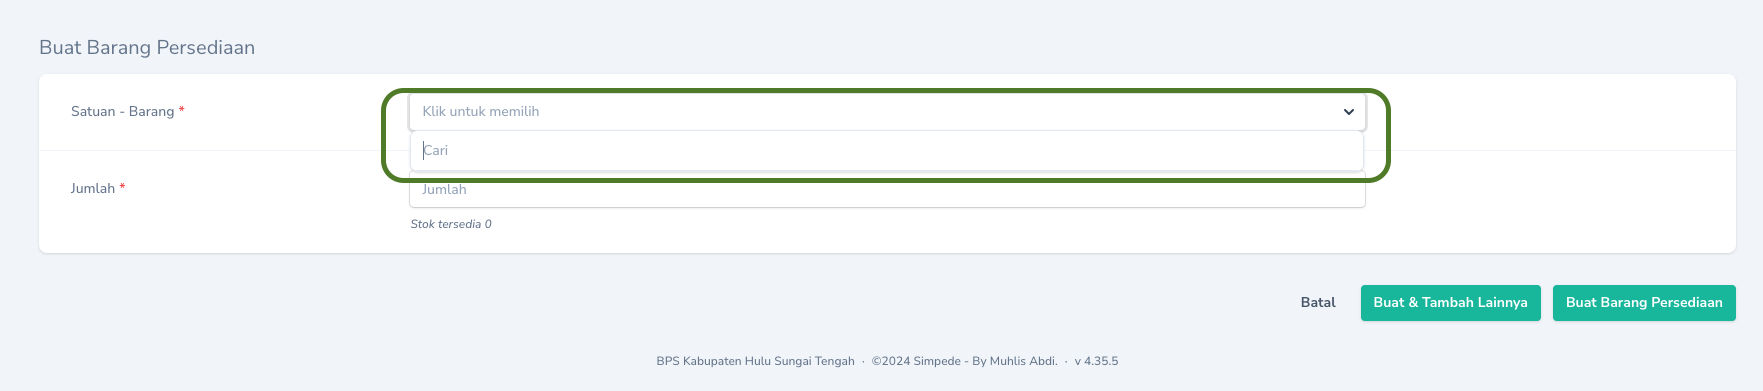 Buat Barang Persediaan
Satuan - Barang *
Klik untuk memilih
Cari
Jumlah *
Jumlah
Stok tersedia 0
Batal
Buat & Tambah Lainnya
Buat Barang Persediaan
BPS Kabupaten Hulu Sungai Tengah · ©2024 Simpede - By Muhlis Abdi. · v 4.35.5